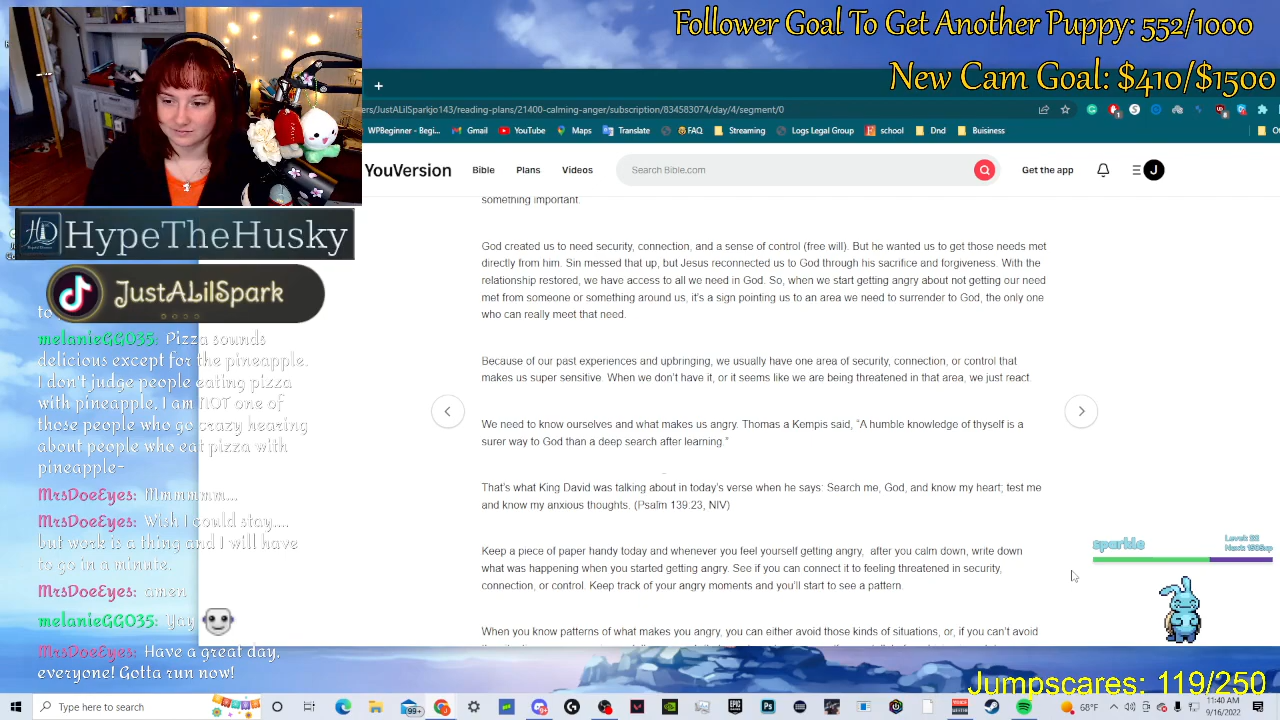 Follower Goal To Get Another Puppy: 552/1000
New Cam Goal: $410/$1500
ers/JustALilSparkjo143/reading-plans/21400-calming-anger/subscription/834583074/day/4/segment/0
WPBeginner - Begi...
Gmail
YouTube
Maps
Translate
FAQ
Streaming
Logs Legal Group
school
Dnd
Buisiness
YouVersion
Bible
Plans
Videos
Search Bible.com
Get the app
J
something important.
God created us to need security, connection, and a sense of control (free will). But he wanted us to get those needs met
directly from him. Sin messed that up, but Jesus reconnected us to God through his sacrifice and forgiveness. With the
relationship restored, we have access to all we need in God. So, when we start getting angry about not getting our need
met from someone or something around us, it's a sign pointing us to an area we need to surrender to God, the only one
who can really meet that need.
Because of our past experiences and upbringing, we usually have one area of security, connection, or control that
makes us super sensitive. When we don't have it, or it seems like we are being threatened in that area, we just react.
We need to know ourselves and what makes us angry. Thomas a Kempis said, “A humble knowledge of thyself is a
surer way to God than a deep search after learning.”
That's what King David was talking about in today's verse when he says: Search me, God, and know my heart; test me
and know my anxious thoughts. (Psalm 139:23, NIV)
Keep a piece of paper handy today and whenever you feel yourself getting angry, after you calm down, write down
what was happening when you started getting angry. See if you can connect it to a feeling threatened in security,
connection, or control. Keep track of your angry moments and you'll start to see a pattern.
When you know patterns of what makes you angry, you can either avoid those kinds of situations, or, if you can't avoid
HD HypeTheHusky
JustALilSpark
to
melanieGG035: Pizza sounds
delicious except for the pineapple.
I don't judge people eating pizza
with pineapple. I am NOT one of
those people who go crazy hearing
about people who eat pizza with
pineapple-
MrsDoeEyes: Mmmmmm...
MrsDoeEyes: Wish I could stay....
but work is a thing and I will have
to go in a minute.
MrsDoeEyes: amen
melanieGG035: Yay
MrsDoeEyes: Have a great day,
everyone! Gotta run now!
sparkle
Jumpscares: 119/250
Type here to search
99+
68°F
11:40 AM
9/16/2022